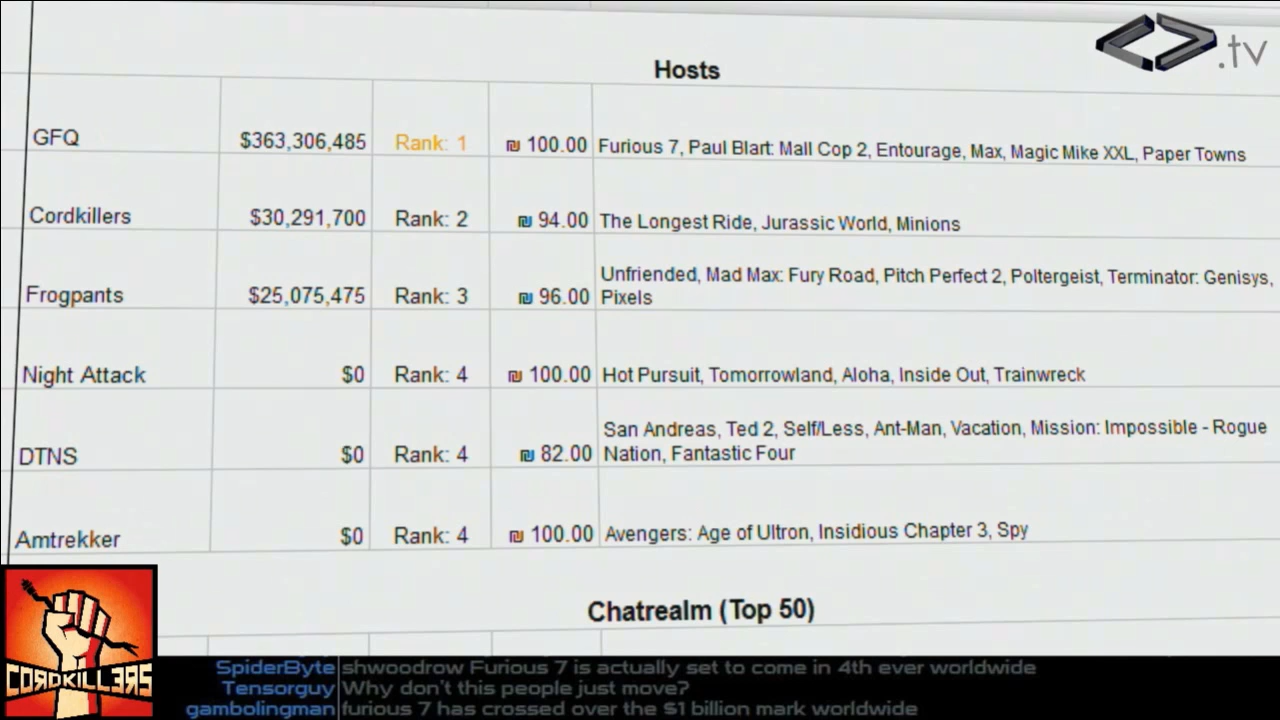 <>.tv
Hosts
GFQ $363,306,485 Rank: 1 ₪ 100.00 Furious 7, Paul Blart: Mall Cop 2, Entourage, Max, Magic Mike XXL, Paper Towns
Cordkillers $30,291,700 Rank: 2 ₪ 94.00 The Longest Ride, Jurassic World, Minions
Frogpants $25,075,475 Rank: 3 ₪ 96.00 Unfriended, Mad Max: Fury Road, Pitch Perfect 2, Poltergeist, Terminator: Genisys,
Pixels
Night Attack $0 Rank: 4 ₪ 100.00 Hot Pursuit, Tomorrowland, Aloha, Inside Out, Trainwreck
DTNS $0 Rank: 4 ₪ 82.00 San Andreas, Ted 2, Self/Less, Ant-Man, Vacation, Mission: Impossible - Rogue
Nation, Fantastic Four
Amtrekker $0 Rank: 4 ₪ 100.00 Avengers: Age of Ultron, Insidious Chapter 3, Spy
Chatrealm (Top 50)
CORDKILL3RS
SpiderByte shwoodrow Furious 7 is actually set to come in 4th ever worldwide
Tensorguy Why don't this people just move?
gambolingman furious 7 has crossed over the $1 billion mark worldwide